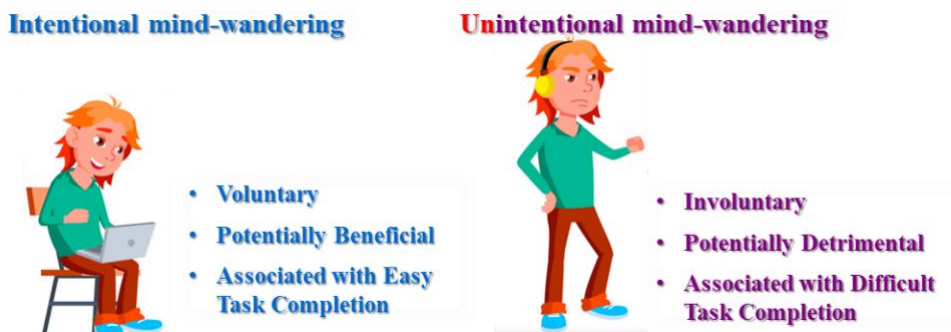 Intentional mind-wandering
• Voluntary
• Potentially Beneficial
• Associated with Easy
Task Completion
Unintentional mind-wandering
• Involuntary
• Potentially Detrimental
• Associated with Difficult
Task Completion